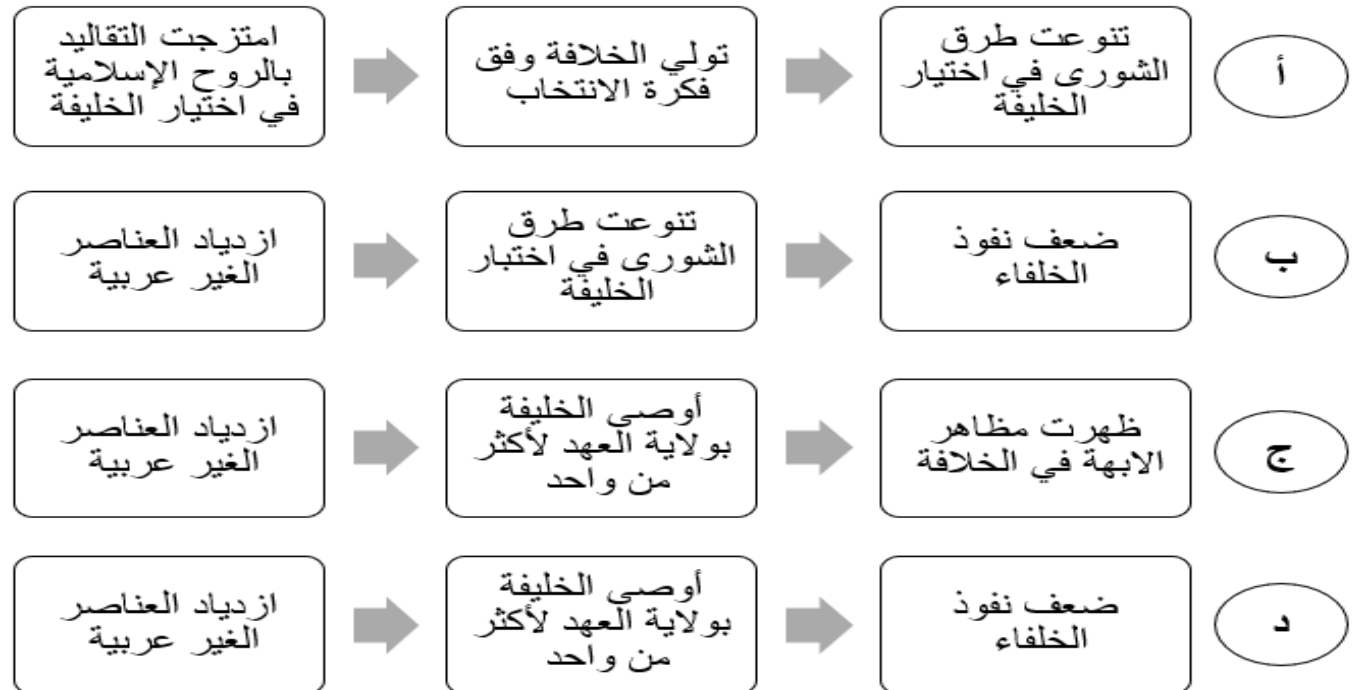 أ
تنوعت طرق
الشورى في اختيار
الخليفة
تولي الخلافة وفق
فكرة الانتخاب
امتزجت التقاليد
بالروح الإسلامية
في اختيار الخليفة
ب
ضعف نفوذ
الخلفاء
تنوعت طرق
الشورى في اختبار
الخليفة
ازدياد العناصر
الغير عربية
ج
ظهرت مظاهر
الابهة في الخلافة
أوصى الخليفة
بولاية العهد لأكثر
من واحد
ازدياد العناصر
الغير عربية
د
ضعف نفوذ
الخلفاء
أوصى الخليفة
بولاية العهد لأكثر
من واحد
ازدياد العناصر
الغير عربية